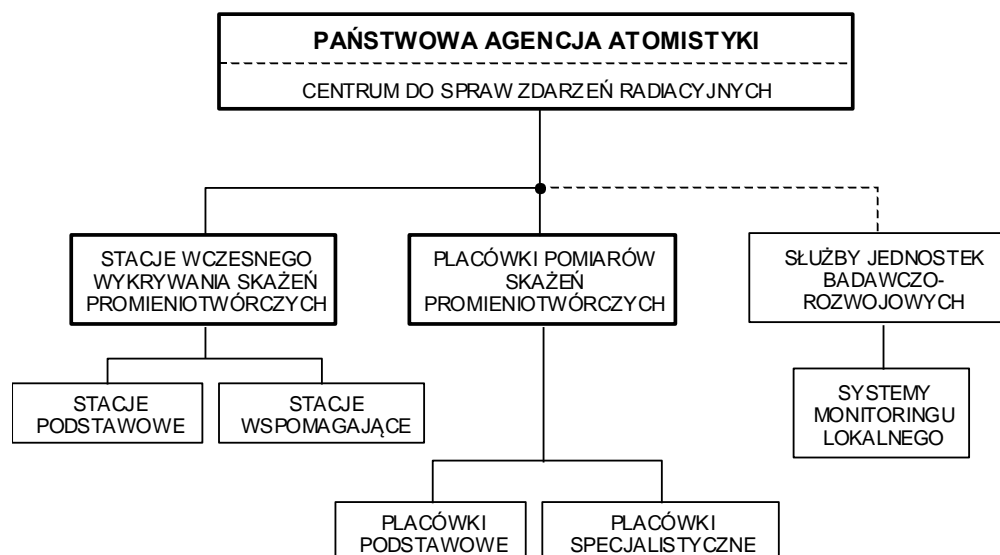 PAŃSTWOWA AGENCJA ATOMISTYKI
CENTRUM DO SPRAW ZDARZEŃ RADIACYJNYCH
STACJE WCZESNEGO
WYKRYWANIA SKAŻEŃ
PROMIENIOTWÓRCZYCH
PLACÓWKI POMIARÓW
SKAŻEŃ
PROMIENIOTWÓRCZYCH
SŁUŻBY JEDNOSTEK
BADAWCZO-
ROZWOJOWYCH
STACJE
PODSTAWOWE
STACJE
WSPOMAGAJĄCE
SYSTEMY
MONITORINGU
LOKALNEGO
PLACÓWKI
PODSTAWOWE
PLACÓWKI
SPECJALISTYCZNE